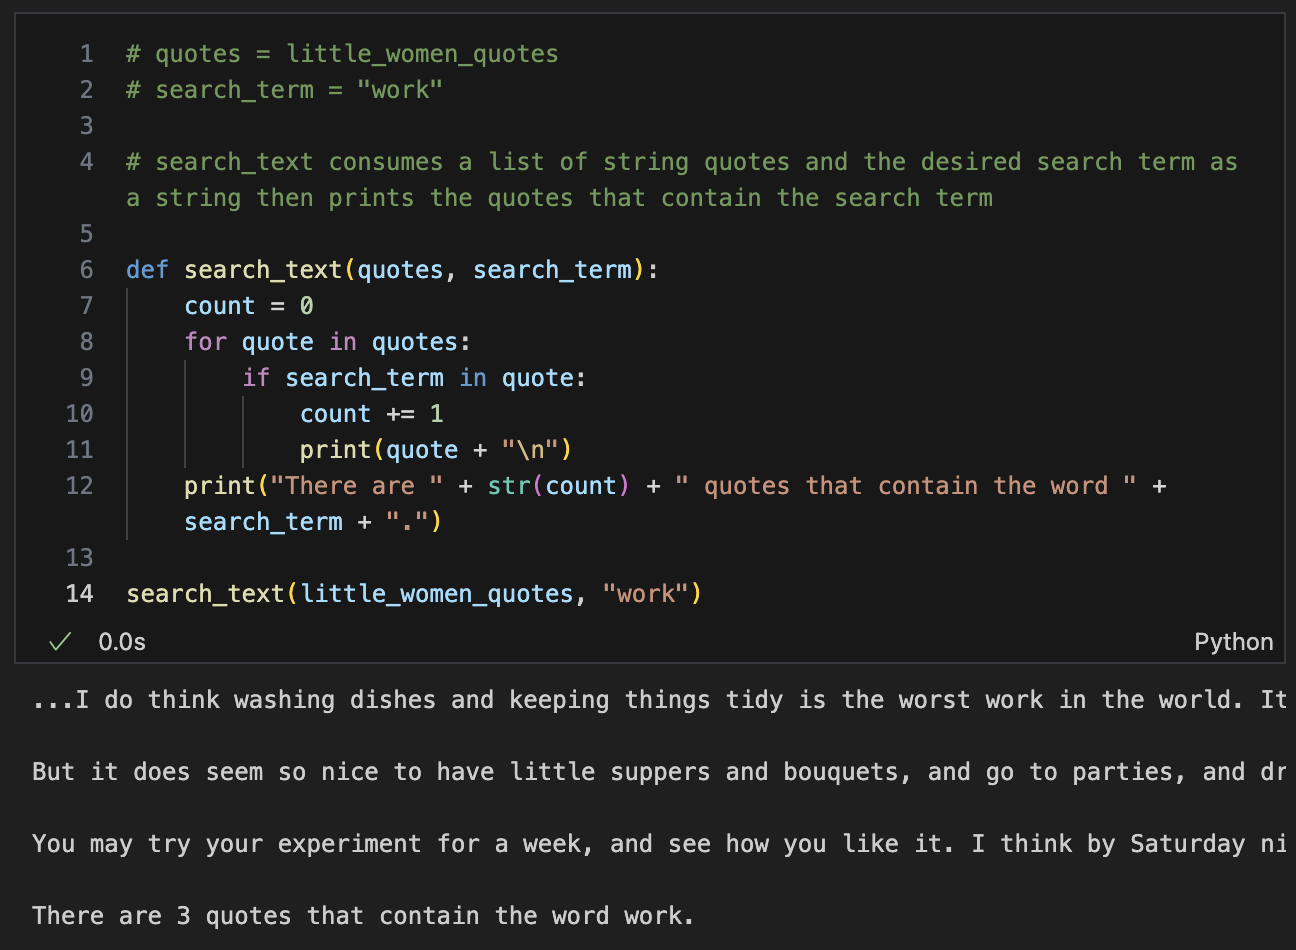 1 # quotes = little_women_quotes
2 # search_term = "work"
3
4 # search_text consumes a list of string quotes and the desired search term as
a string then prints the quotes that contain the search term
5
6 def search_text(quotes, search_term):
7     count = 0
8     for quote in quotes:
9         if search_term in quote:
10             count += 1
11             print(quote + "\n")
12     print("There are " + str(count) + " quotes that contain the word " +
    search_term + ".")
13
14 search_text(little_women_quotes, "work")
0.0s Python
...I do think washing dishes and keeping things tidy is the worst work in the world. It
But it does seem so nice to have little suppers and bouquets, and go to parties, and dr
You may try your experiment for a week, and see how you like it. I think by Saturday ni
There are 3 quotes that contain the word work.